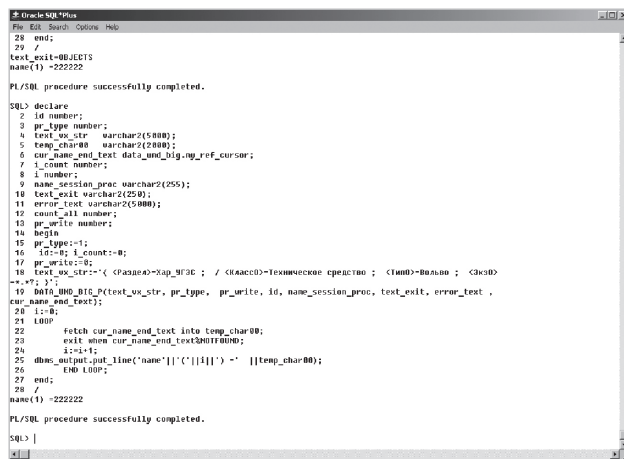 Oracle SQL*Plus
File Edit Search Options Help
28 end;
29 /
text_exit=OBJECTS
name(1) =222222
PL/SQL procedure successfully completed.
SQL> declare
2 id number;
3 pr_type number;
4 text_vx_str varchar2(5000);
5 temp_char00 varchar2(2000);
6 cur_name_end_text data_und_big.mp_ref_cursor;
7 i_count number;
8 i number;
9 name_session_proc varchar2(255);
10 text_exit varchar2(250);
11 error_text varchar2(5000);
12 count_all number;
13 pr_write number;
14 begin
15 pr_type:=1;
16 id:=0; i_count:=0;
17 pr_write:=0;
18 text_vx_str:='{ <Раздел>=Хар_УГЭС ; / <КлассО>=Техническое средство ; <ТипО>=Вольво ; <ЭкзО>
=*.*?; }';
19 DATA_UND_BIG_P(text_vx_str, pr_type, pr_write, id, name_session_proc, text_exit, error_text ,
cur_name_end_text);
20 i:=0;
21 LOOP
22 fetch cur_name_end_text into temp_char00;
23 exit when cur_name_end_text%NOTFOUND;
24 i:=i+1;
25 dbms_output.put_line('name'||'('||i||') =' ||temp_char00);
26 END LOOP;
27 end;
28 /
name(1) =222222
PL/SQL procedure successfully completed.
SQL>